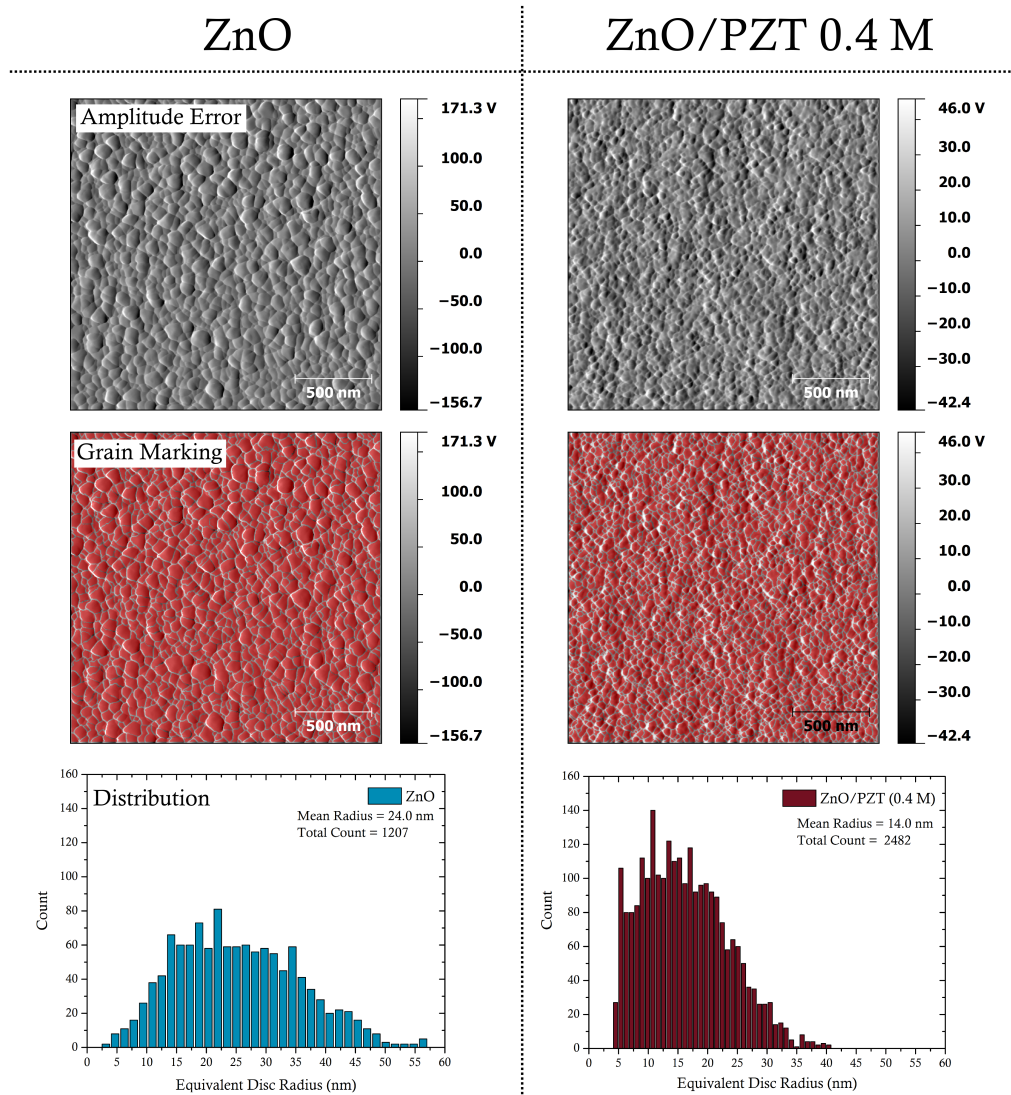 ZnO
ZnO/PZT 0.4 M
Amplitude Error
171.3 V
100.0
50.0
0.0
−50.0
−100.0
−156.7
500 nm
46.0 V
30.0
20.0
10.0
0.0
−10.0
−20.0
−30.0
−42.4
500 nm
Grain Marking
171.3 V
100.0
50.0
0.0
−50.0
−100.0
−156.7
500 nm
46.0 V
30.0
20.0
10.0
0.0
−10.0
−20.0
−30.0
−42.4
500 nm
Distribution
ZnO
Mean Radius = 24.0 nm
Total Count = 1207
160
140
120
100
80
60
40
20
0
Count
0 5 10 15 20 25 30 35 40 45 50 55 60
Equivalent Disc Radius (nm)
ZnO/PZT (0.4 M)
Mean Radius = 14.0 nm
Total Count = 2482
160
140
120
100
80
60
40
20
0
Count
0 5 10 15 20 25 30 35 40 45 50 55 60
Equivalent Disc Radius (nm)